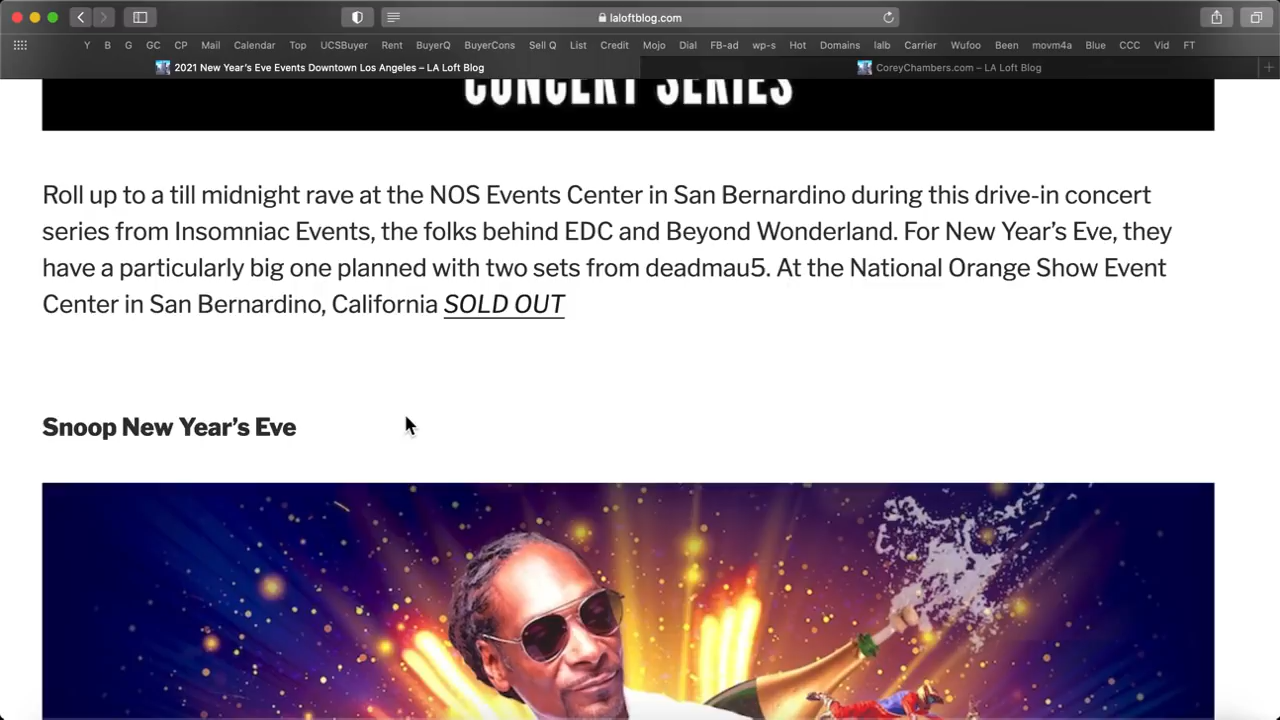 laloftblog.com
Y B G GC CP Mail Calendar Top UCSBuyer Rent BuyerQ BuyerCons Sell Q List Credit Mojo Dial FB-ad wp-s Hot Domains lalb Carrier Wufoo Been movm4a Blue CCC Vid FT
2021 New Year’s Eve Events Downtown Los Angeles – LA Loft Blog
CoreyChambers.com – LA Loft Blog
CONCERT SERIES
Roll up to a till midnight rave at the NOS Events Center in San Bernardino during this drive-in concert
series from Insomniac Events, the folks behind EDC and Beyond Wonderland. For New Year’s Eve, they
have a particularly big one planned with two sets from deadmau5. At the National Orange Show Event
Center in San Bernardino, California SOLD OUT
Snoop New Year’s Eve